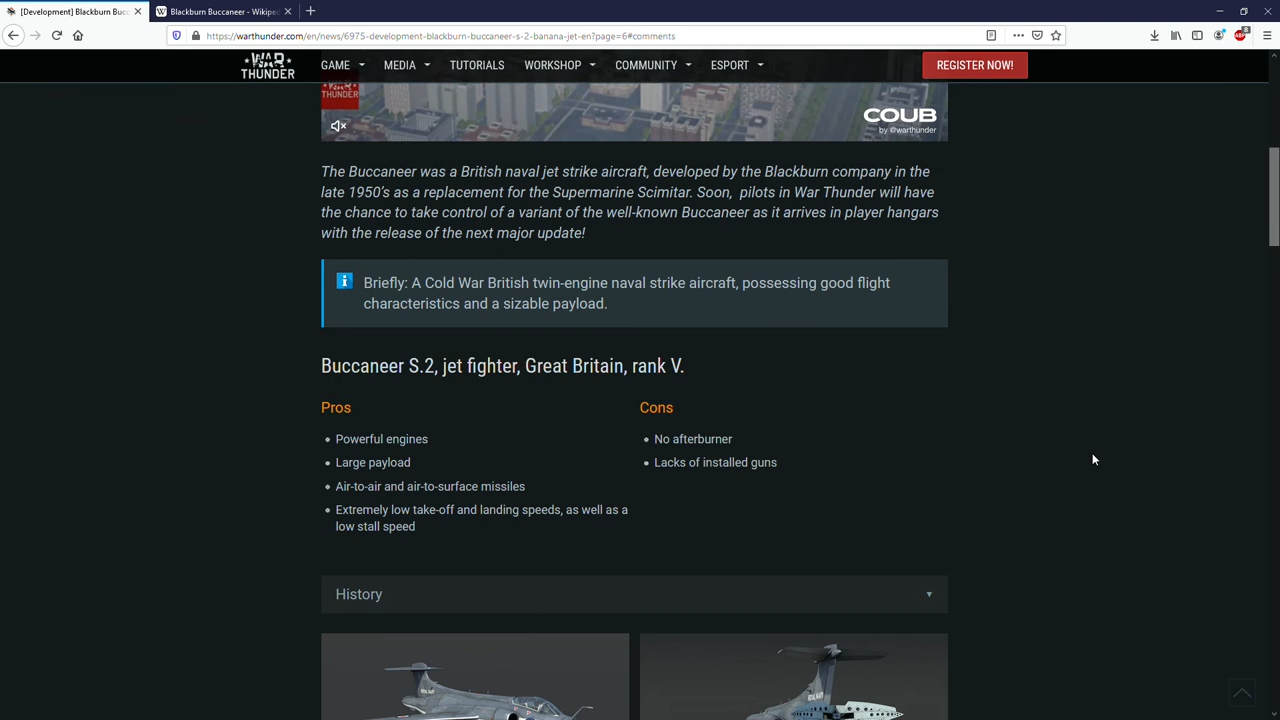 [Development] Blackburn Bucc
Blackburn Buccaneer - Wikiped
https://warthunder.com/en/news/6975-development-blackburn-buccaneer-s-2-banana-jet-en?page=6#comments
WAR
THUNDER
GAME MEDIA TUTORIALS WORKSHOP COMMUNITY ESPORT
REGISTER NOW!
WAR
THUNDER
COUB
by @warthunder
The Buccaneer was a British naval jet strike aircraft, developed by the Blackburn company in the
late 1950's as a replacement for the Supermarine Scimitar. Soon, pilots in War Thunder will have
the chance to take control of a variant of the well-known Buccaneer as it arrives in player hangars
with the release of the next major update!
Briefly: A Cold War British twin-engine naval strike aircraft, possessing good flight
characteristics and a sizable payload.
Buccaneer S.2, jet fighter, Great Britain, rank V.
Pros
Powerful engines
Large payload
Air-to-air and air-to-surface missiles
Extremely low take-off and landing speeds, as well as a
low stall speed
Cons
No afterburner
Lacks of installed guns
History